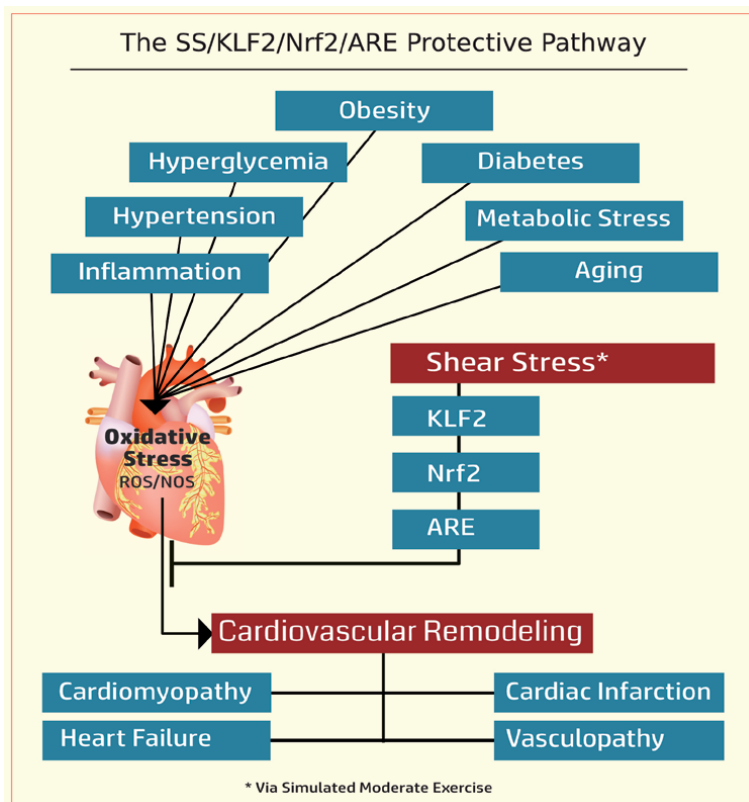 The SS/KLF2/Nrf2/ARE Protective Pathway
Obesity
Hyperglycemia
Diabetes
Hypertension
Metabolic Stress
Inflammation
Aging
Shear Stress*
KLF2
Oxidative
Stress
ROS/NOS
Nrf2
ARE
Cardiovascular Remodeling
Cardiomyopathy
Cardiac Infarction
Heart Failure
Vasculopathy
* Via Simulated Moderate Exercise